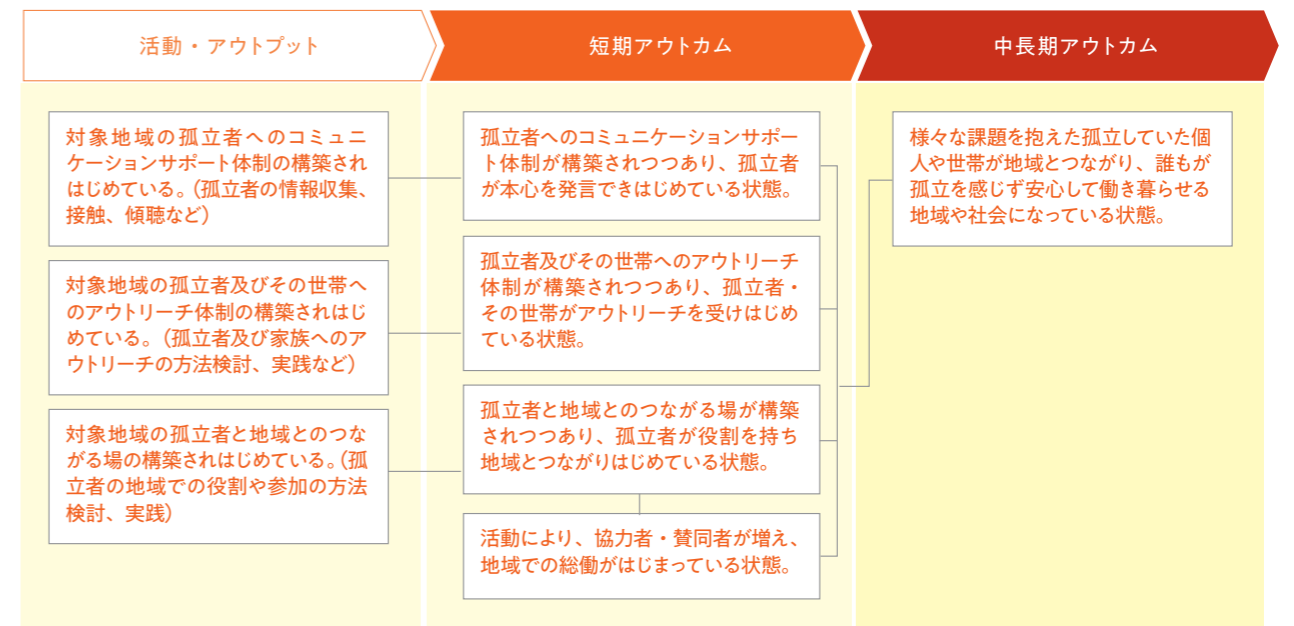 活動・アウトプット
短期アウトカム
中長期アウトカム
対象地域の孤立者へのコミュニ
ケーションサポート体制の構築され
はじめている。(孤立者の情報収集、
接触、傾聴など)
対象地域の孤立者及びその世帯へ
のアウトリーチ体制の構築されはじ
めている。(孤立者及び家族へのア
ウトリーチの方法検討、実践など)
対象地域の孤立者と地域とのつな
がる場の構築されはじめている。(孤
立者の地域での役割や参加の方法
検討、実践)
孤立者へのコミュニケーションサポー
ト体制が構築されつつあり、孤立者
が本心を発言できはじめている状態。
孤立者及びその世帯へのアウトリーチ
体制が構築されつつあり、孤立者・
その世帯がアウトリーチを受けはじめ
ている状態。
孤立者と地域とのつながる場が構築
されつつあり、孤立者が役割を持ち
地域とつながりはじめている状態。
活動により、協力者・賛同者が増え、
地域での総働がはじまっている状態。
様々な課題を抱えた孤立していた個
人や世帯が地域とつながり、誰もが
孤立を感じず安心して働き暮らせる
地域や社会になっている状態。